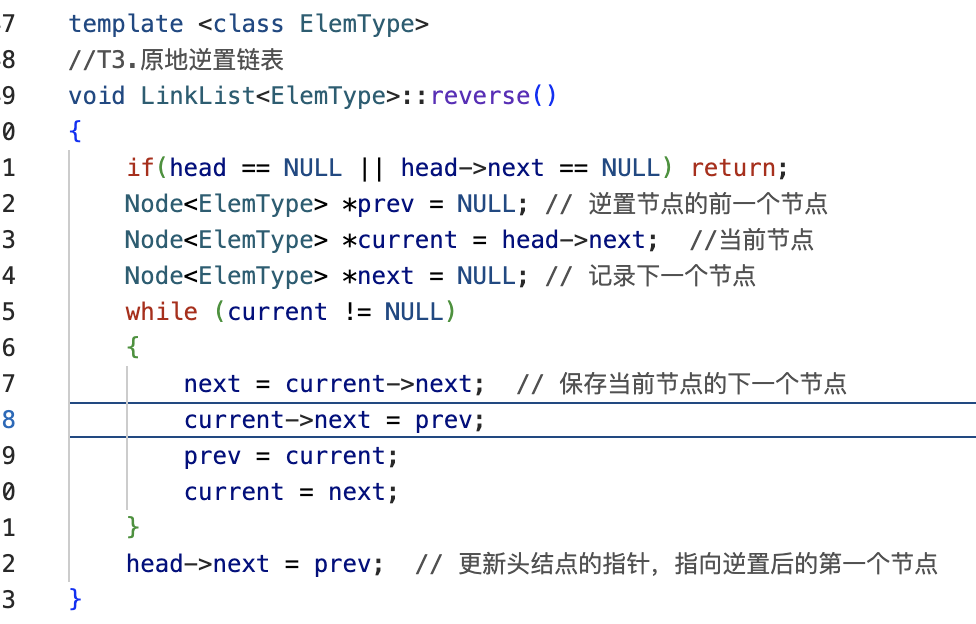 7 template <class ElemType>
8 //T3.原地逆置链表
9 void LinkList<ElemType>::reverse()
0 {
1 if(head == NULL || head->next == NULL) return;
2 Node<ElemType> *prev = NULL; // 逆置节点的前一个节点
3 Node<ElemType> *current = head->next;  //当前节点
4 Node<ElemType> *next = NULL; // 记录下一个节点
5 while (current != NULL)
6 {
7 next = current->next;  // 保存当前节点的下一个节点
8 current->next = prev;
9 prev = current;
0 current = next;
1 }
2 head->next = prev;  // 更新头结点的指针，指向逆置后的第一个节点
3 }